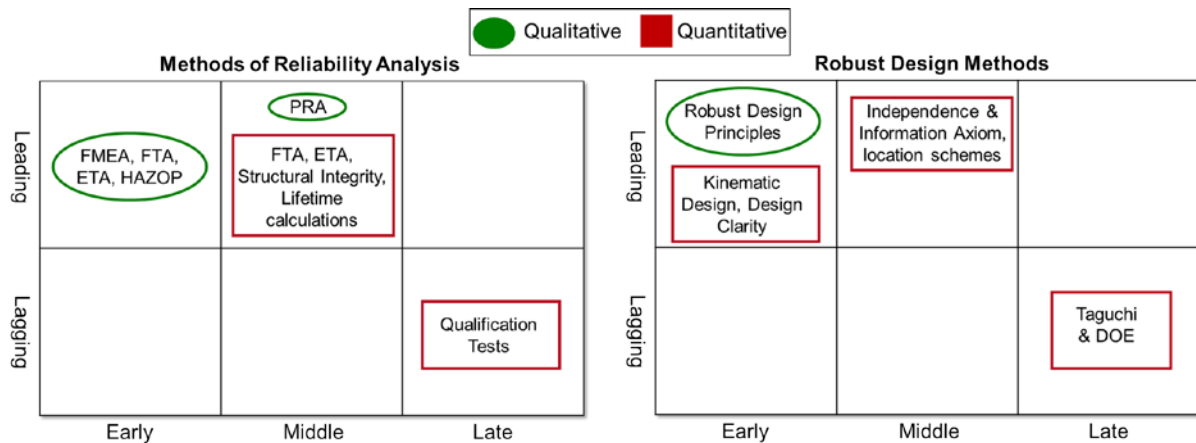 Qualitative
Quantitative
Methods of Reliability Analysis
Leading
Lagging
FMEA, FTA,
ETA, HAZOP
PRA
FTA, ETA,
Structural Integrity,
Lifetime
calculations
Qualification
Tests
Early
Middle
Late
Robust Design Methods
Leading
Lagging
Robust Design
Principles
Kinematic
Design, Design
Clarity
Independence &
Information Axiom,
location schemes
Taguchi
& DOE
Early
Middle
Late